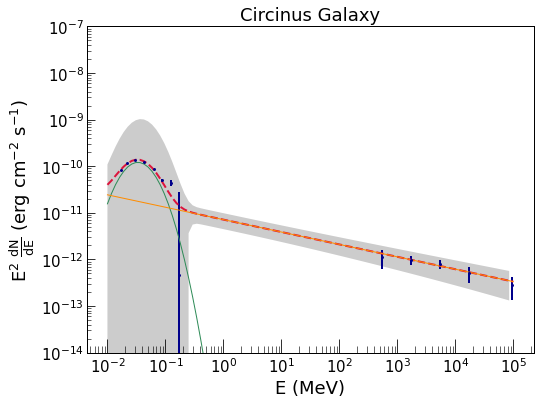 Circinus Galaxy
E² dN/dE (erg cm⁻² s⁻¹)
10⁻⁷
10⁻⁸
10⁻⁹
10⁻¹⁰
10⁻¹¹
10⁻¹²
10⁻¹³
10⁻¹⁴
10⁻² 10⁻¹ 10⁰ 10¹ 10² 10³ 10⁴ 10⁵
E (MeV)